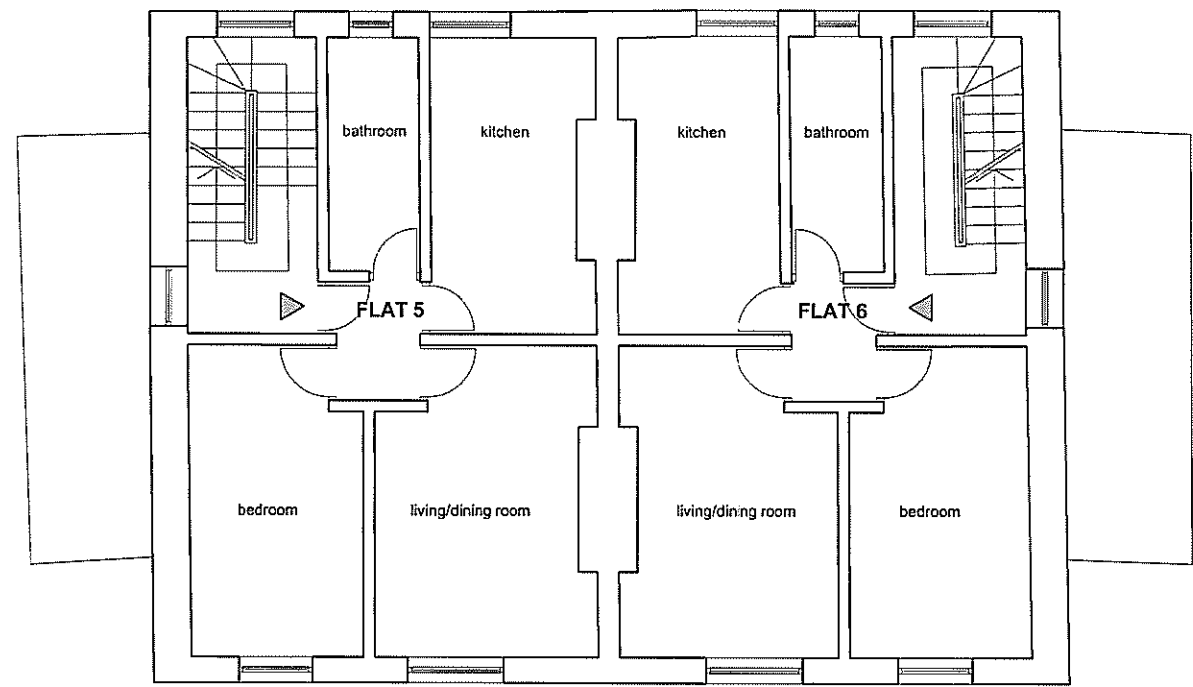 bathroom
kitchen
kitchen
bathroom
FLAT 5
FLAT 6
bedroom
living/dining room
living/dining room
bedroom